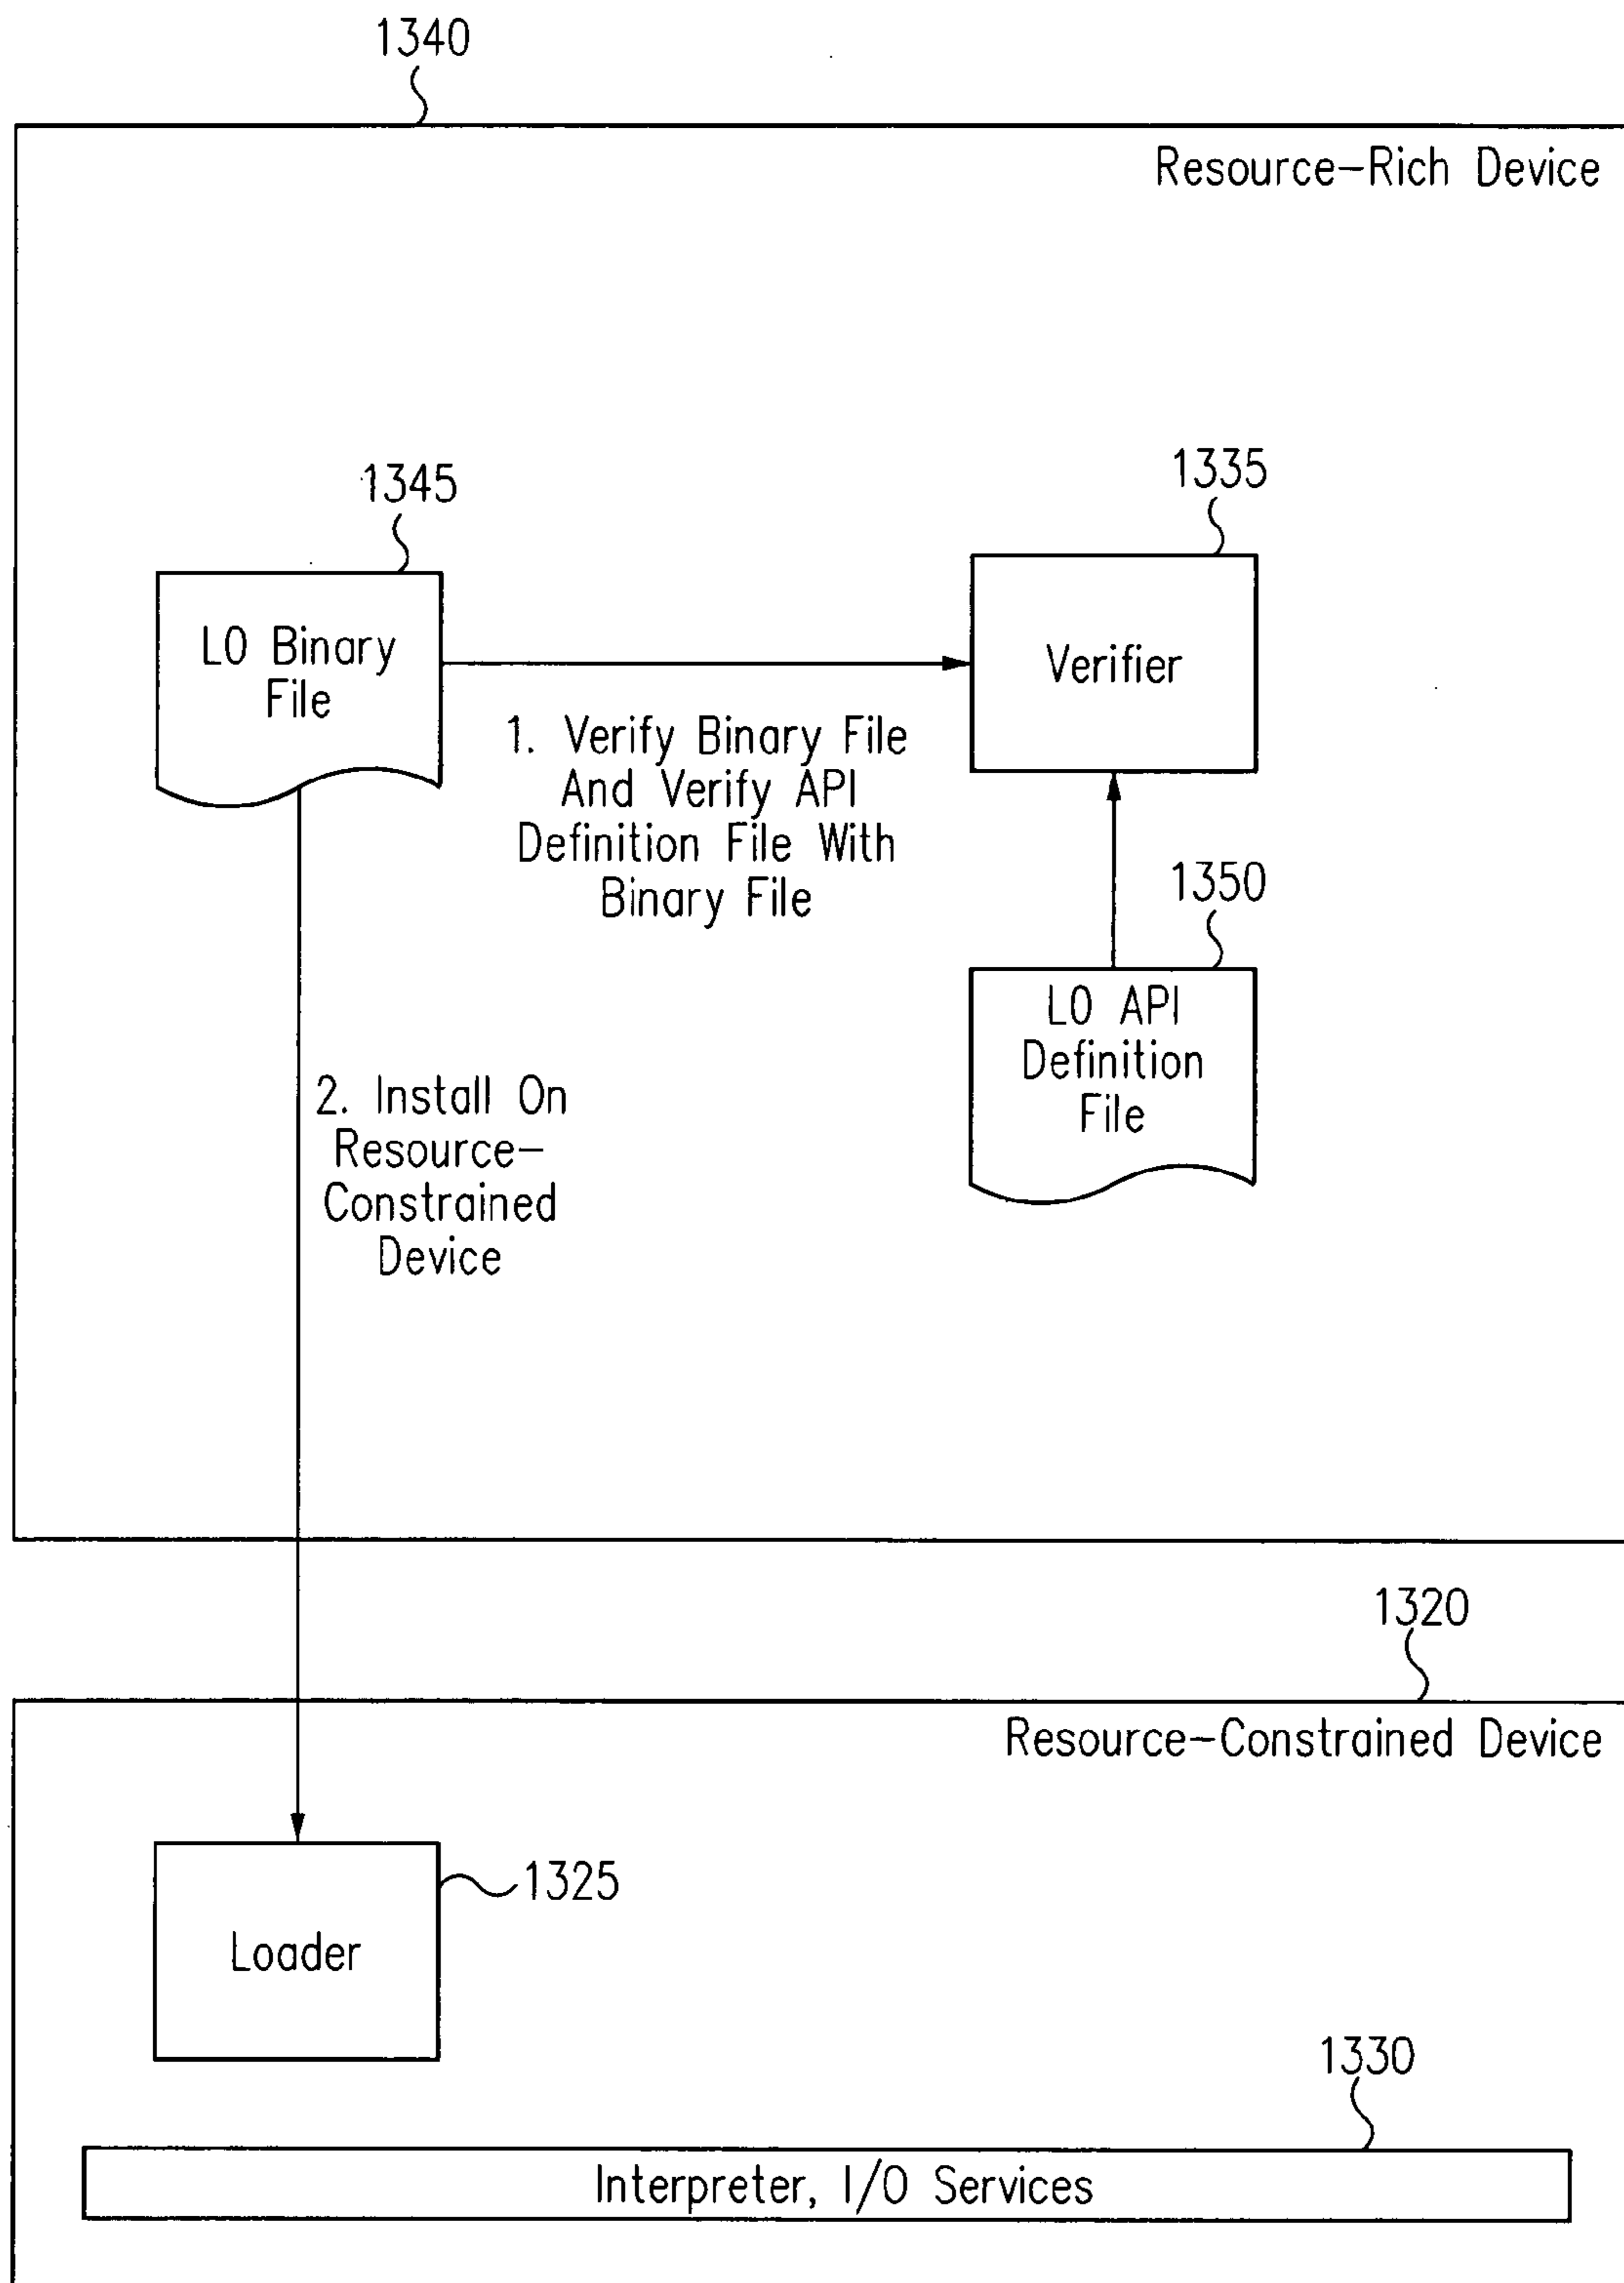 1340
Resource-Rich Device
1345
1335
L0 Binary
File
Verifier
1. Verify Binary File
And Verify API
Definition File With
Binary File
1350
L0 API
Definition
File
2. Install On
Resource-
Constrained
Device
1320
Resource-Constrained Device
1325
Loader
1330
Interpreter, I/O Services